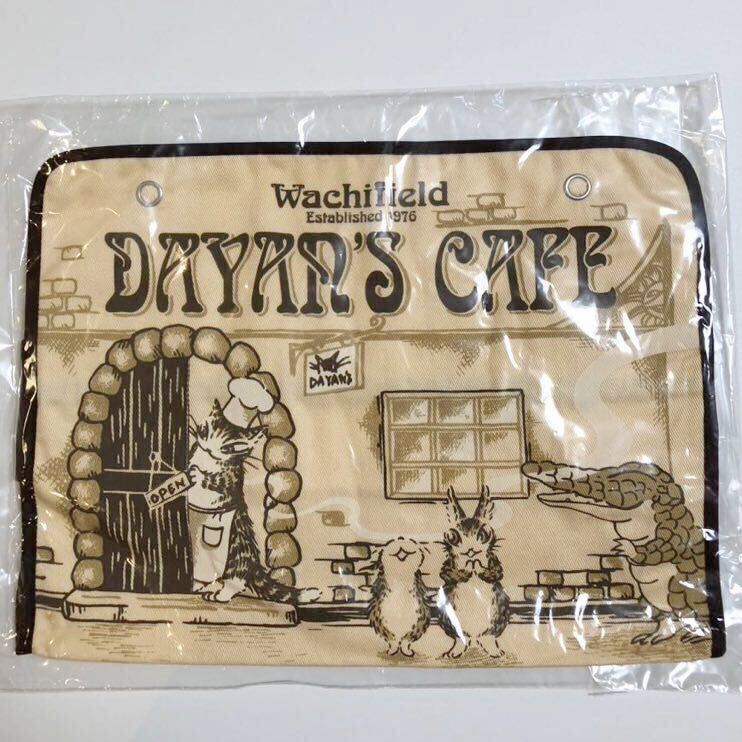 Wachifield
Established 1976
DAYAN'S CAFE
DAYAN'S
OPEN